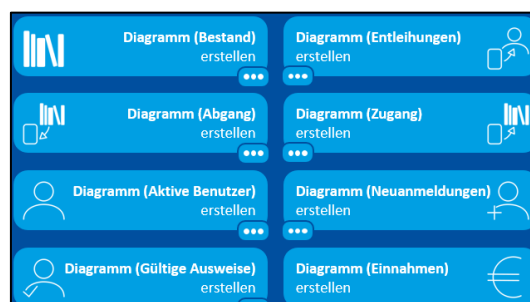 Diagramm (Bestand)
erstellen
Diagramm (Entleihungen)
erstellen
Diagramm (Abgang)
erstellen
Diagramm (Zugang)
erstellen
Diagramm (Aktive Benutzer)
erstellen
Diagramm (Neuanmeldungen)
erstellen
Diagramm (Gültige Ausweise)
erstellen
Diagramm (Einnahmen)
erstellen